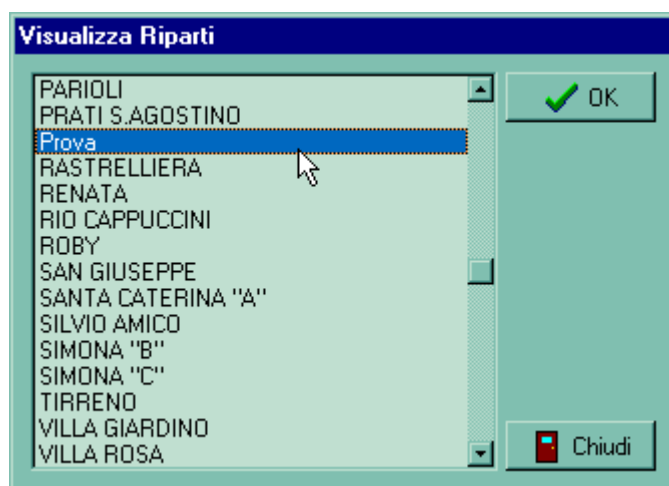 Visualizza Riparti
PARIOLI
PRATI S.AGOSTINO
Prova
RASTRELLIERA
RENATA
RIO CAPPUCCINI
ROBY
SAN GIUSEPPE
SANTA CATERINA "A"
SILVIO AMICO
SIMONA "B"
SIMONA "C"
TIRRENO
VILLA GIARDINO
VILLA ROSA
OK
Chiudi